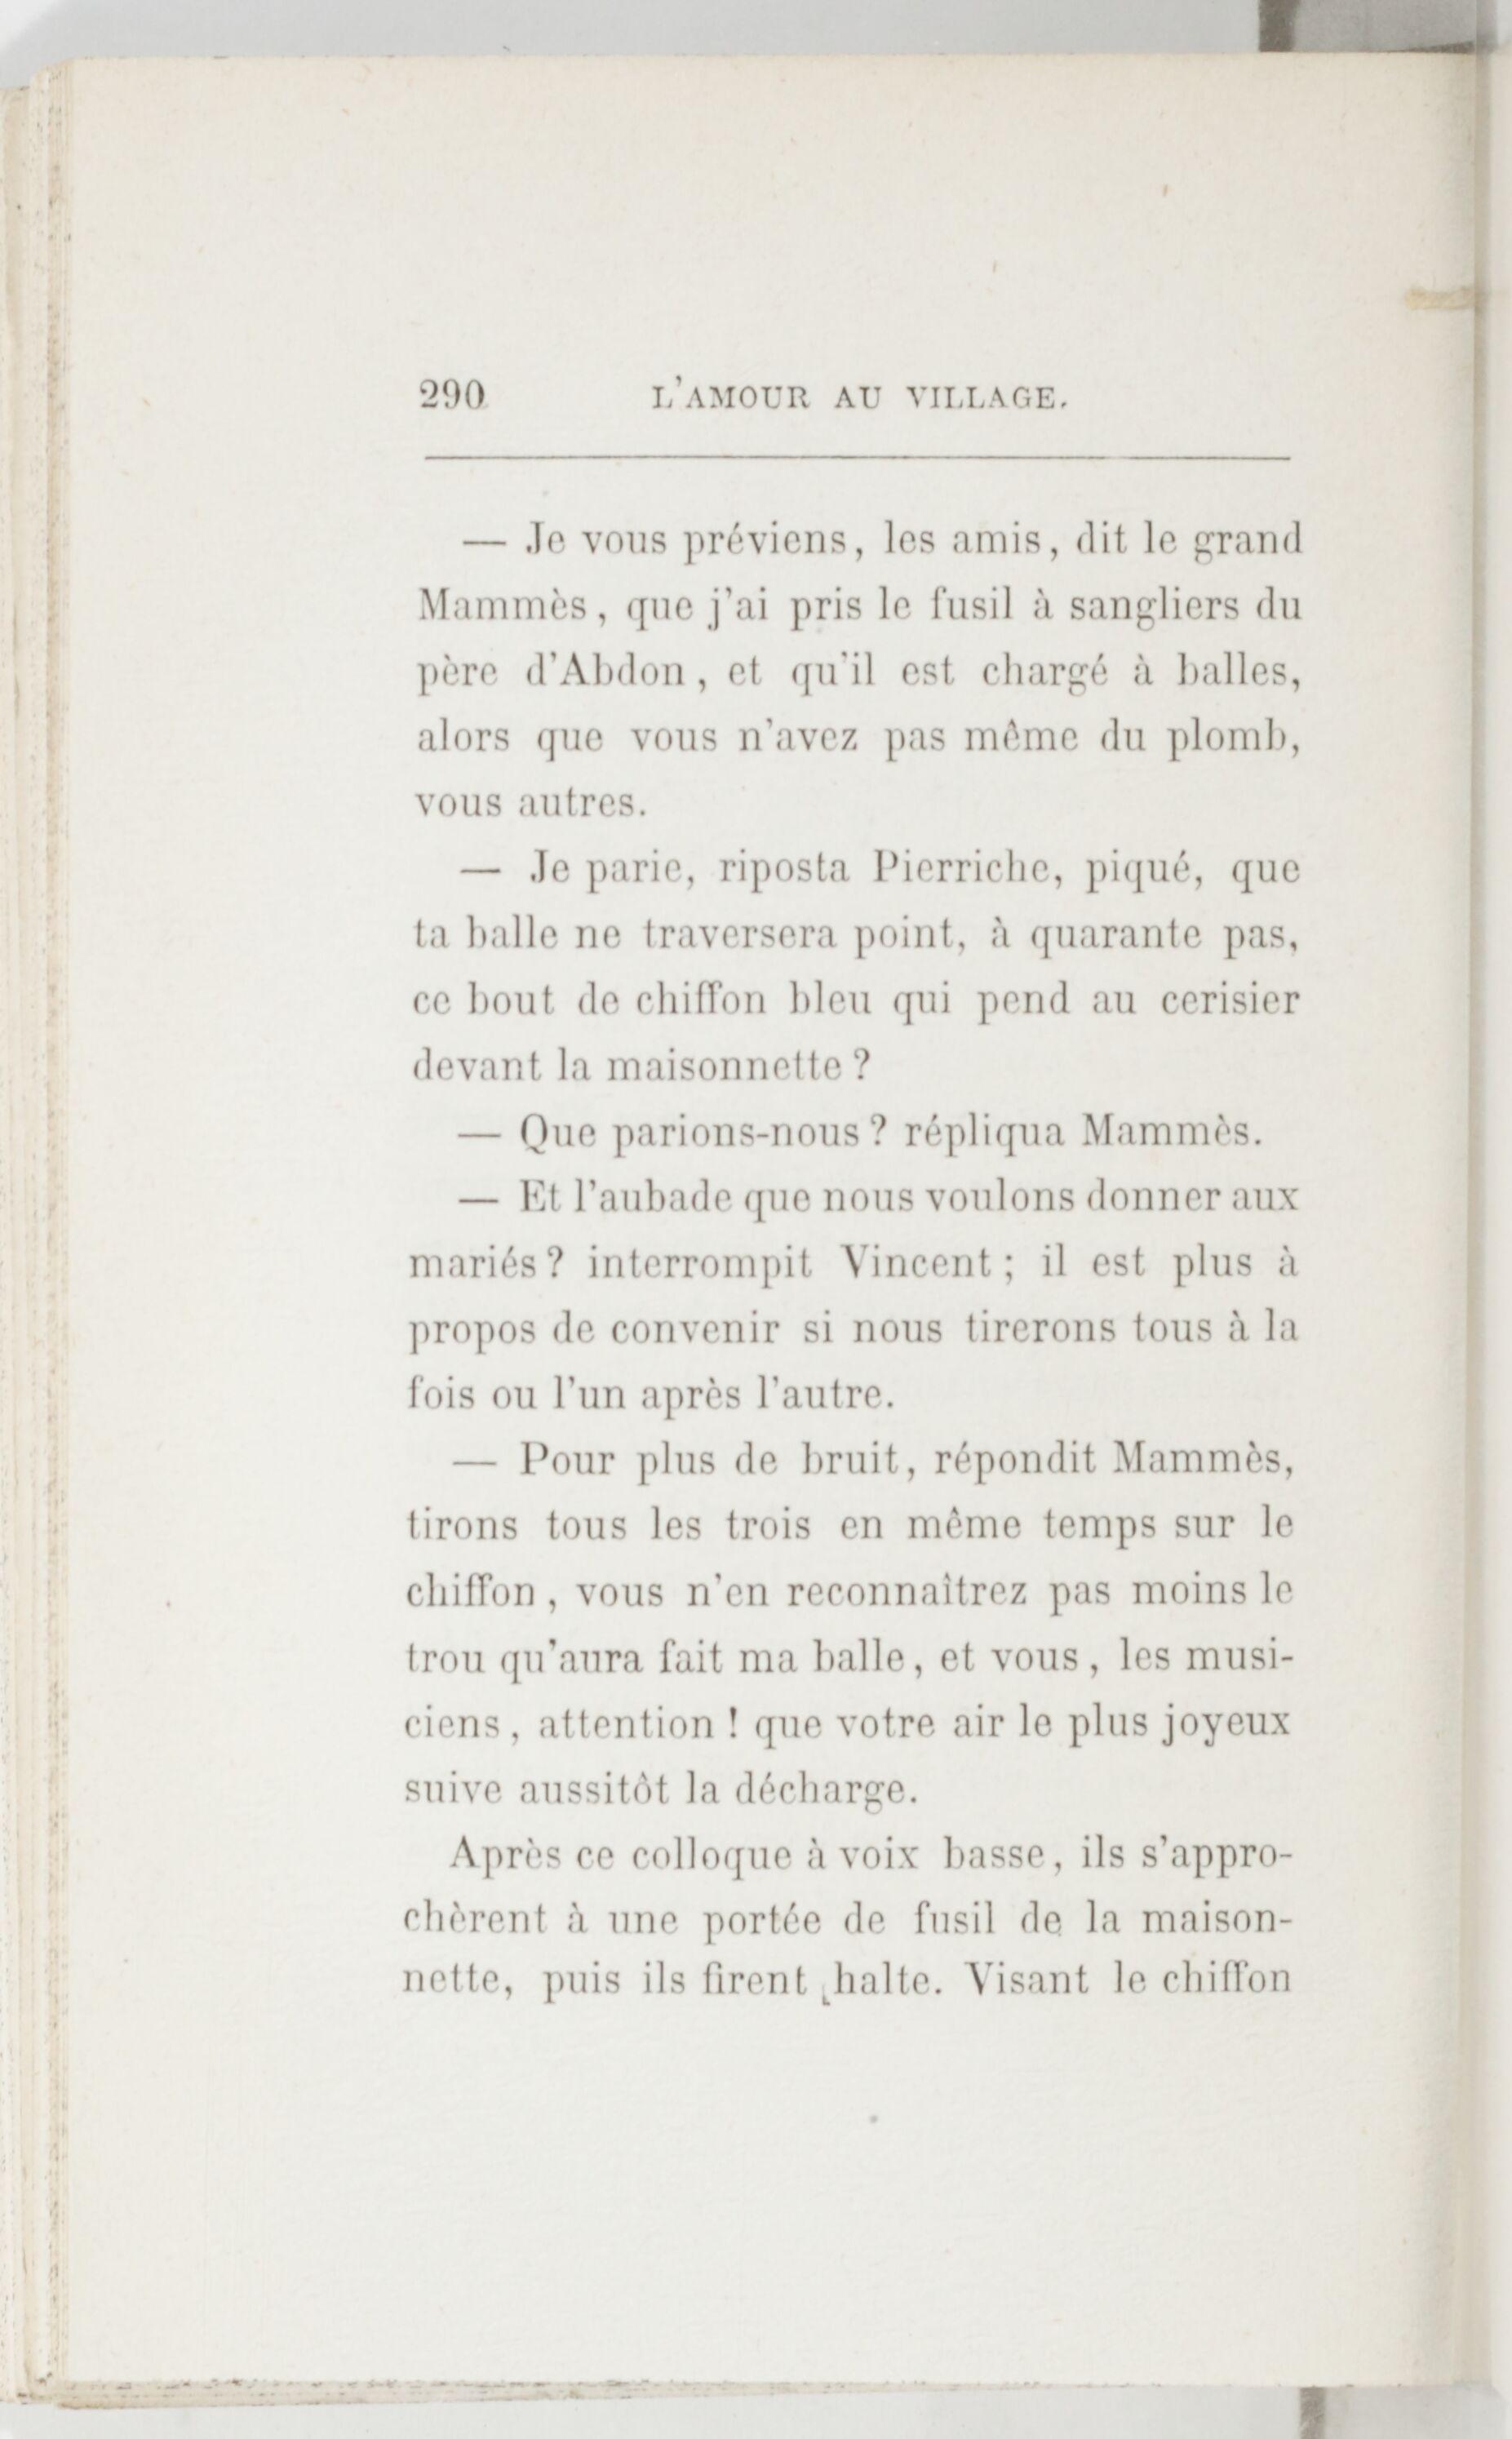 290 L'AMOUR AU VILLAGE.
— Je vous préviens, les amis, dit le grand
Mammès, que j'ai pris le fusil à sangliers du
père d'Abdon, et qu'il est chargé à balles,
alors que vous n'avez pas même du plomb,
vous autres.
— Je parie, riposta Pierriche, piqué, que
ta balle ne traversera point, à quarante pas,
ce bout de chiffon bleu qui pend au cerisier
devant la maisonnette ?
— Que parions-nous ? répliqua Mammès.
— Et l'aubade que nous voulons donner aux
mariés ? interrompit Vincent ; il est plus à
propos de convenir si nous tirerons tous à la
fois ou l'un après l'autre.
— Pour plus de bruit, répondit Mammès,
tirons tous les trois en même temps sur le
chiffon, vous n'en reconnaîtrez pas moins le
trou qu'aura fait ma balle, et vous, les musi-
ciens, attention ! que votre air le plus joyeux
suive aussitôt la décharge.
Après ce colloque à voix basse, ils s'appro-
chèrent à une portée de fusil de la maison-
nette, puis ils firent halte. Visant le chiffon